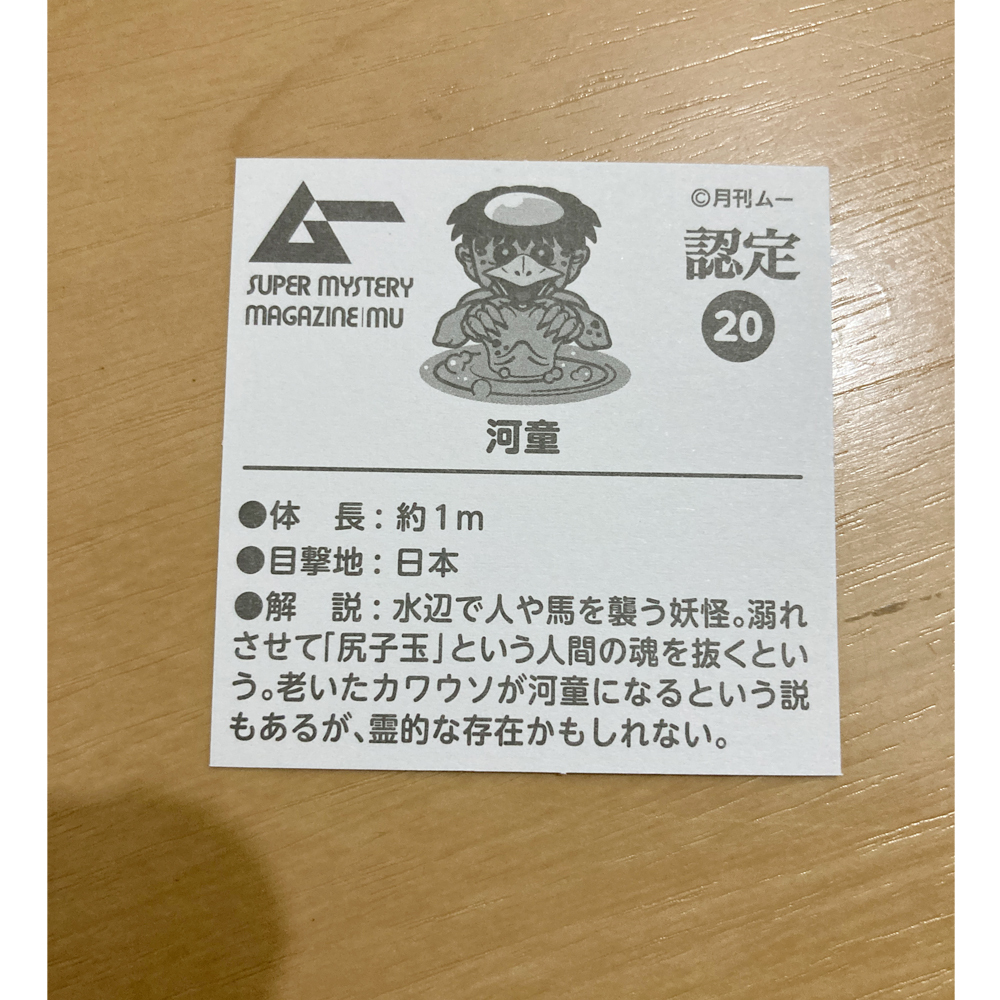 ムー
SUPER MYSTERY
MAGAZINE|MU
©月刊ムー
認定
20
河童
●体　長：約1m
●目撃地：日本
●解　説：水辺で人や馬を襲う妖怪。溺れ
させて「尻子玉」という人間の魂を抜くとい
う。老いたカワウソが河童になるという説
もあるが、霊的な存在かもしれない。